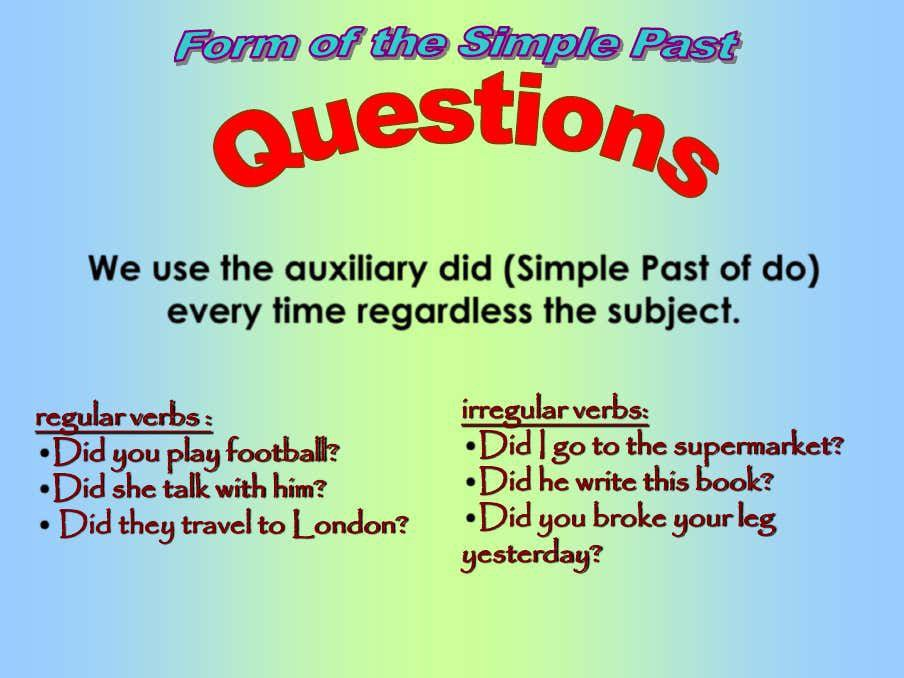 Form of the Simple Past
Questions
We use the auxiliary did (Simple Past of do)
every time regardless the subject.
regular verbs :
•Did you play football?
•Did she talk with him?
• Did they travel to London?
irregular verbs:
•Did I go to the supermarket?
•Did he write this book?
•Did you broke your leg
yesterday?